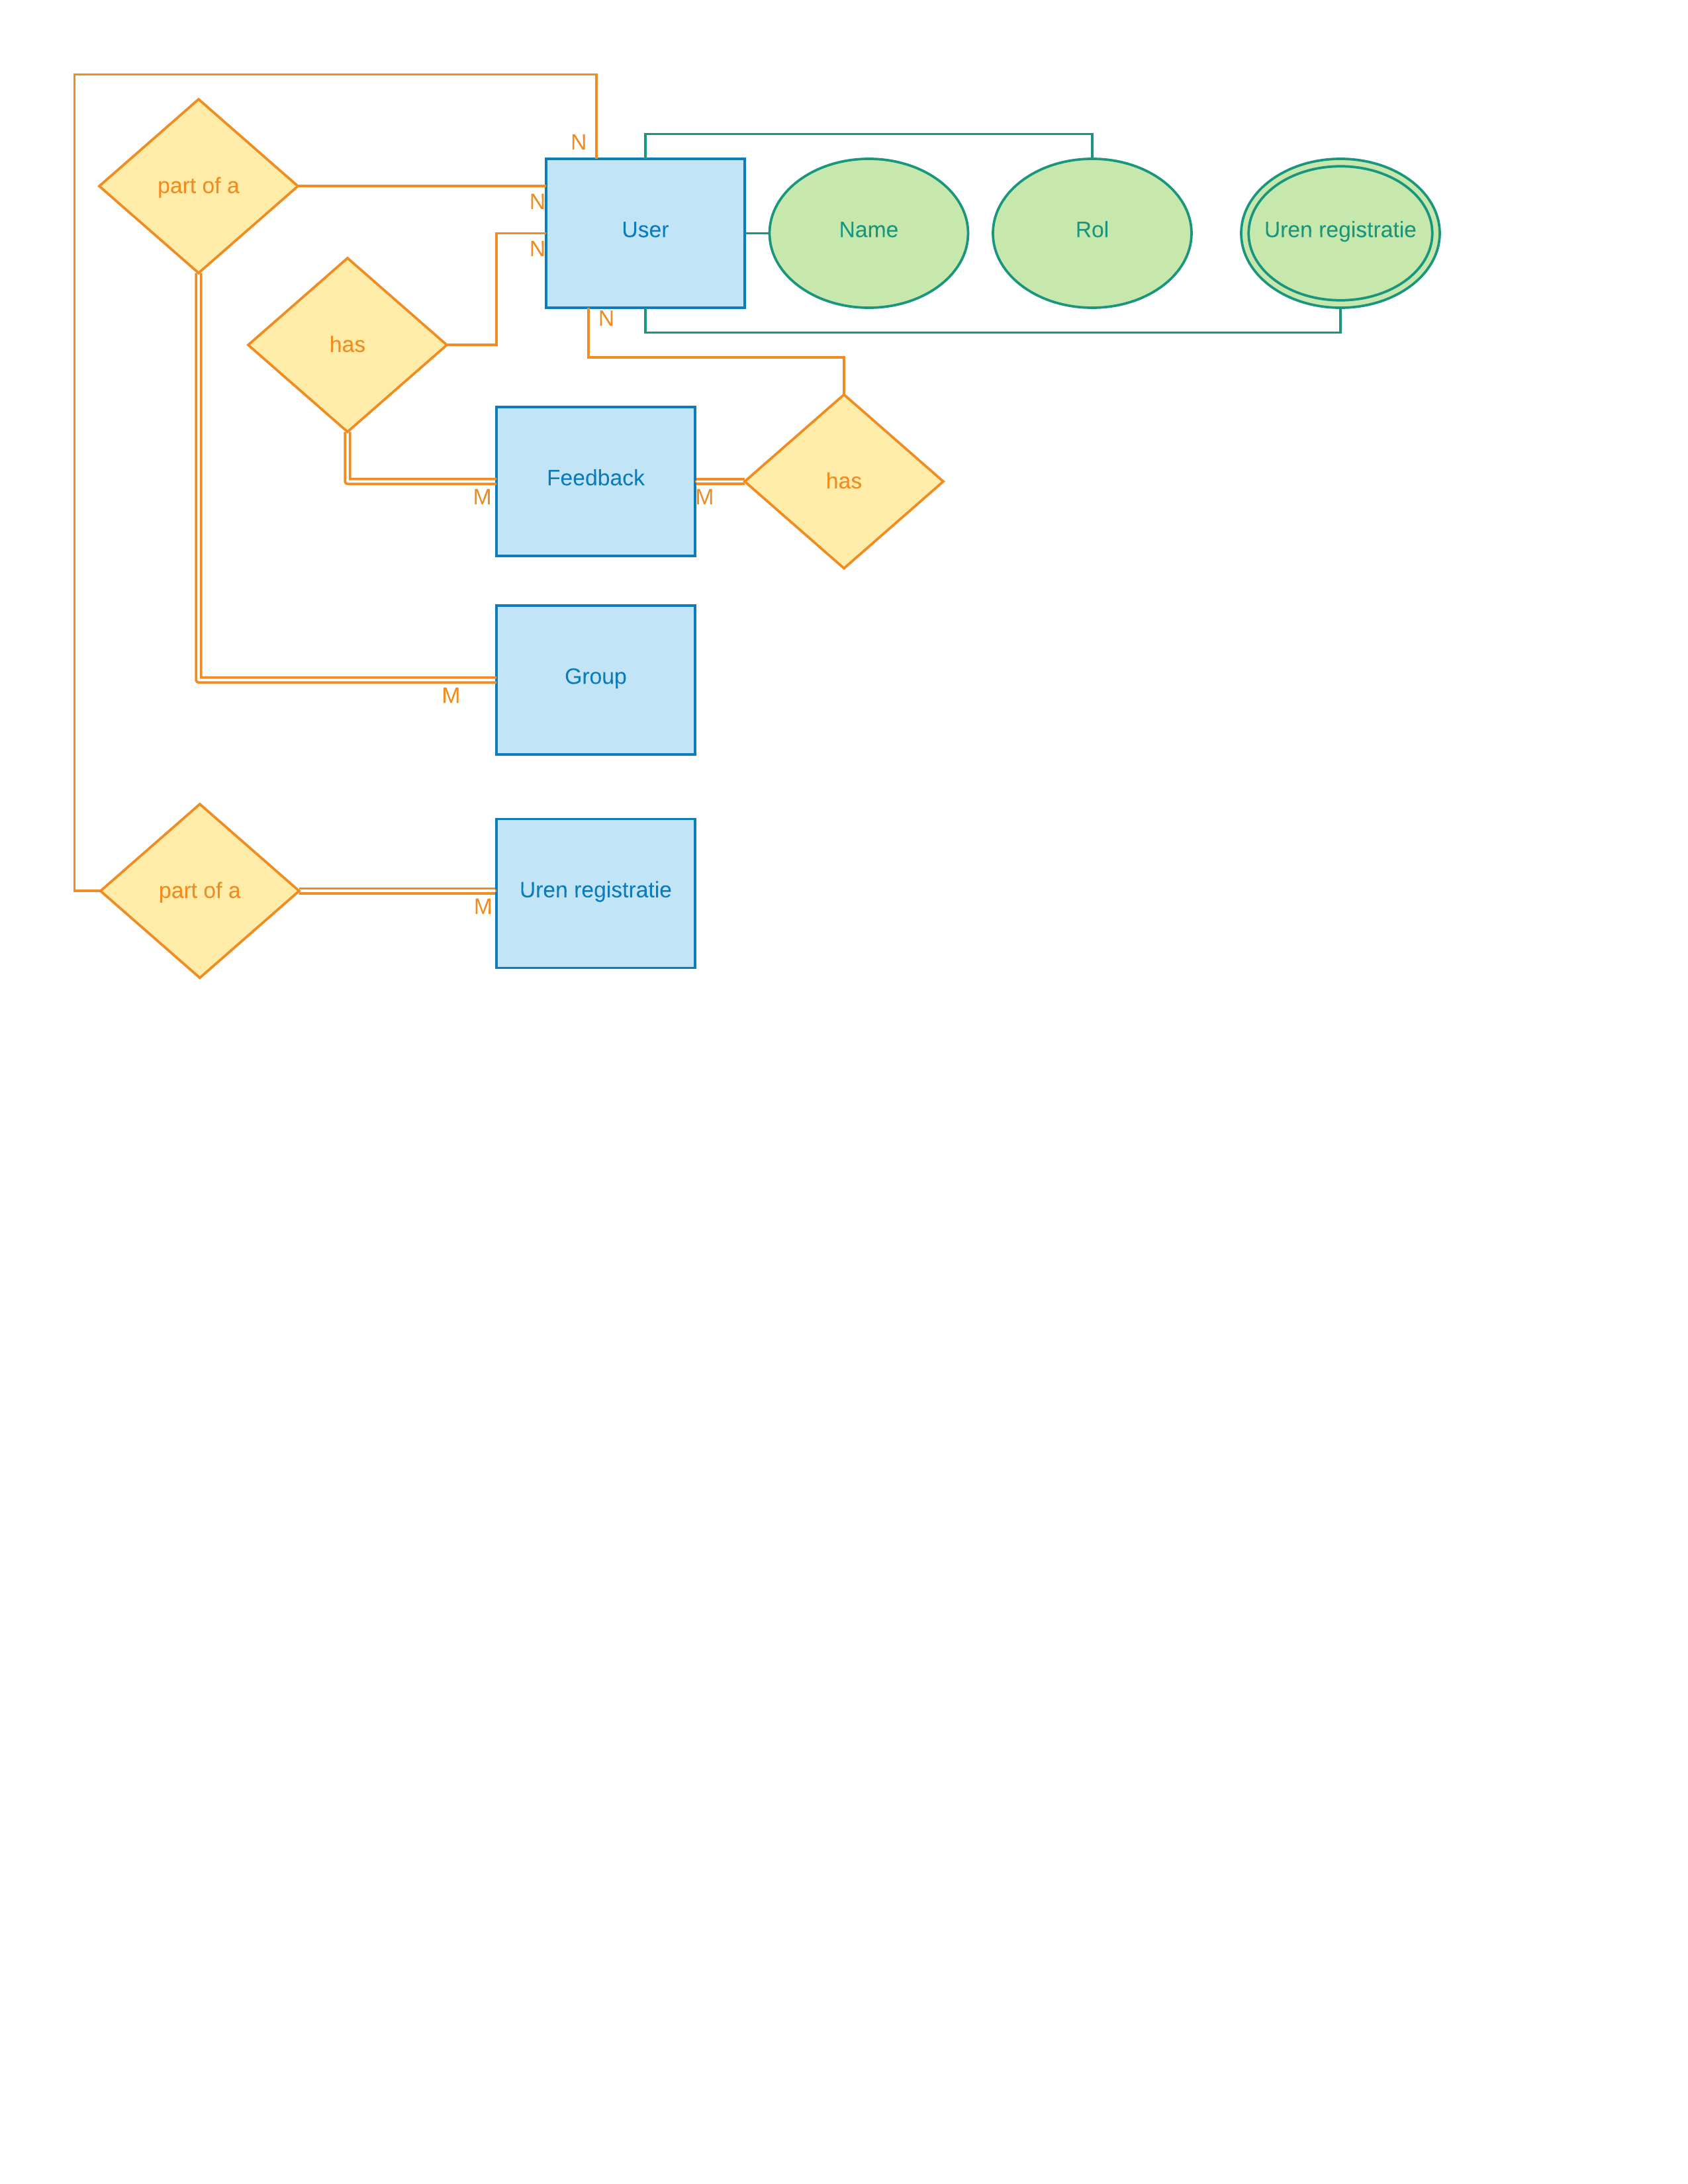 N
part of a
N
User
Name
Rol
Uren registratie
N
N
has
Feedback
has
M
M
Group
M
part of a
Uren registratie
M